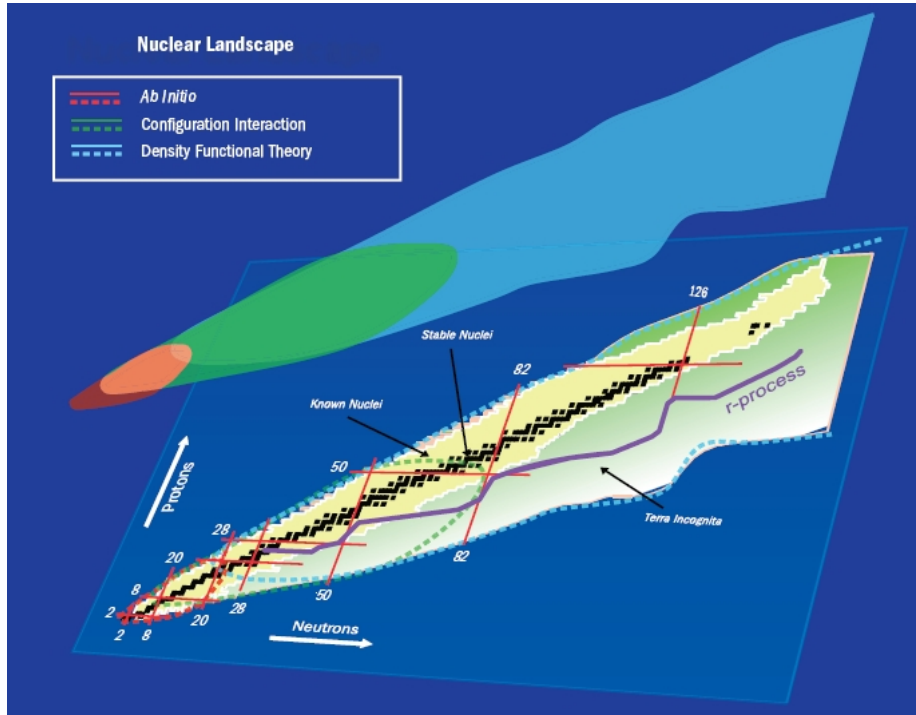 Nuclear Landscape
Ab Initio
Configuration Interaction
Density Functional Theory
126
Stable Nuclei
82
r-process
Known Nuclei
50
Protons
Terra Incognita
28
82
20
50
8
28
20
2
2
8
Neutrons